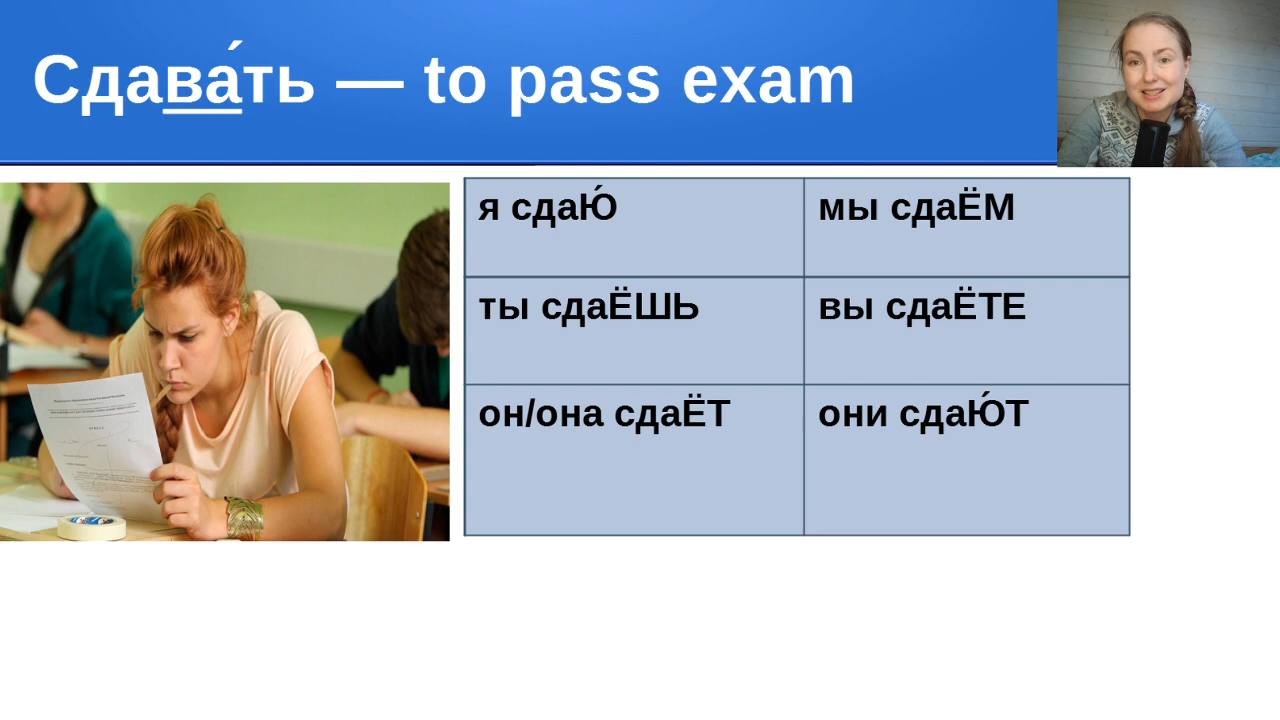 Сдава́ть — to pass exam
я сдаЮ́
мы сдаЁМ
ты сдаЁШЬ
вы сдаЁТЕ
он/она сдаЁТ
они сдаЮ́Т